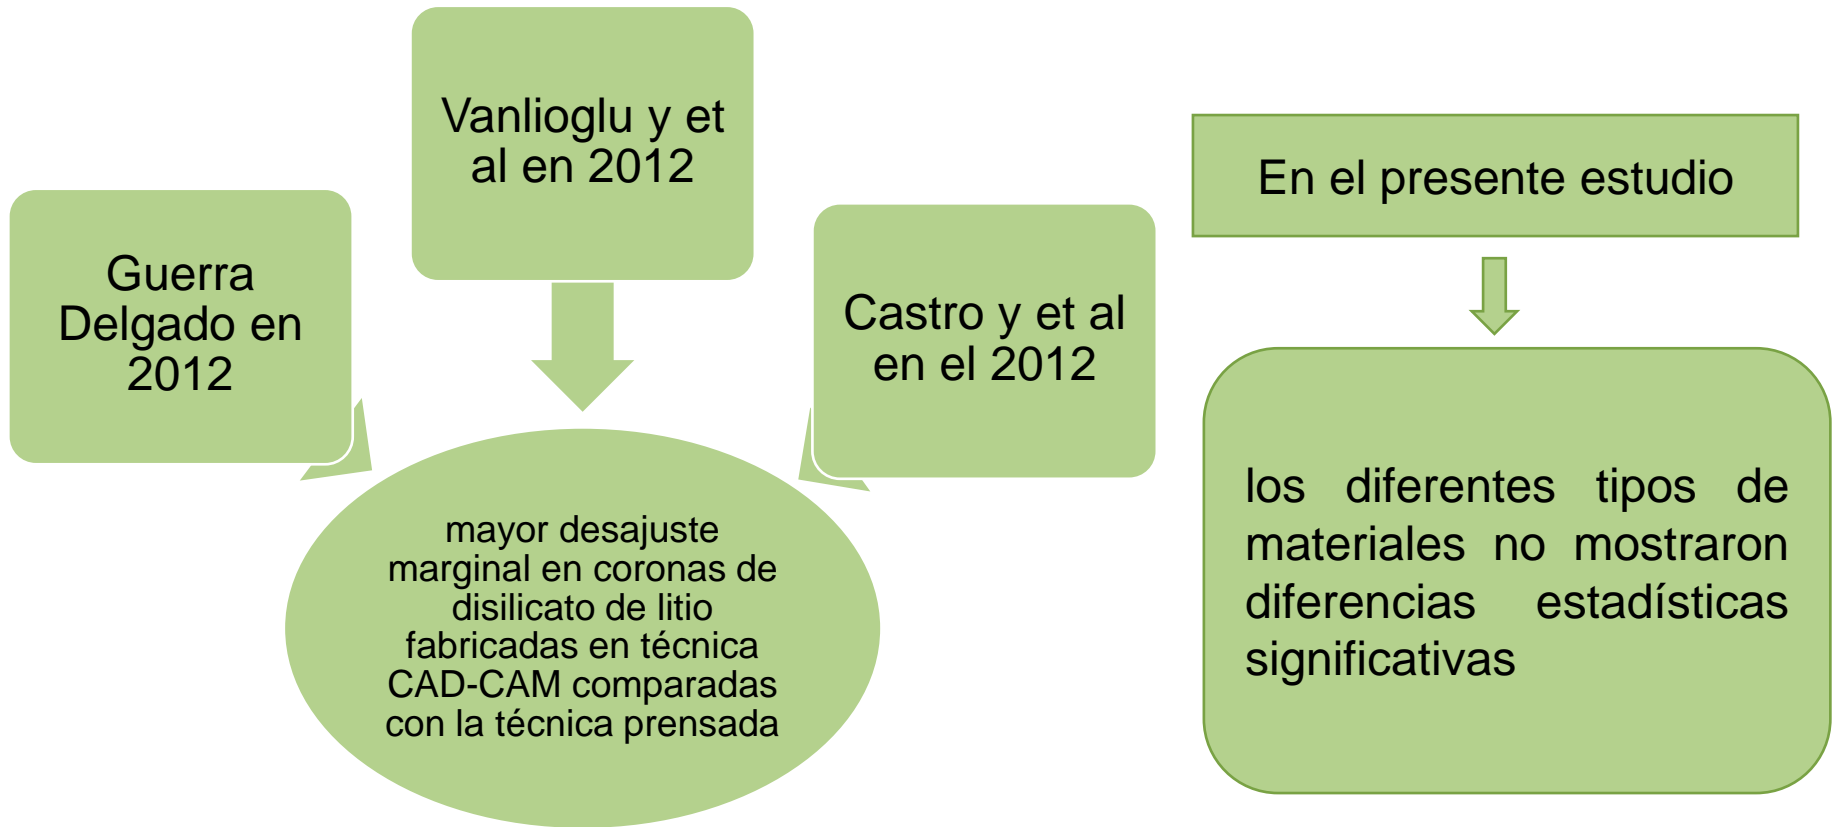 Guerra
Delgado en
2012
Vanlioglu y et
al en 2012
Castro y et al
en el 2012
mayor desajuste
marginal en coronas de
disilicato de litio
fabricadas en técnica
CAD-CAM comparadas
con la técnica prensada
En el presente estudio
los diferentes tipos de
materiales no mostraron
diferencias estadísticas
significativas